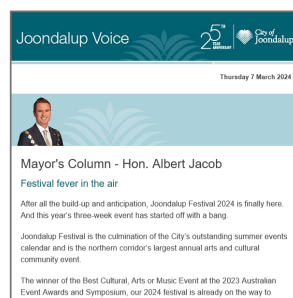 Joondalup Voice
25TH
YEAR
ANNIVERSARY
City of
Joondalup
Thursday 7 March 2024
Mayor's Column - Hon. Albert Jacob
Festival fever in the air
After all the build-up and anticipation, Joondalup Festival 2024 is finally here.
And this year's three-week event has started off with a bang.
Joondalup Festival is the culmination of the City's outstanding summer events
calendar and is the northern corridor's largest annual arts and cultural
community event.
The winner of the Best Cultural, Arts or Music Event at the 2023 Australian
Event Awards and Symposium, our 2024 festival is already on the way to